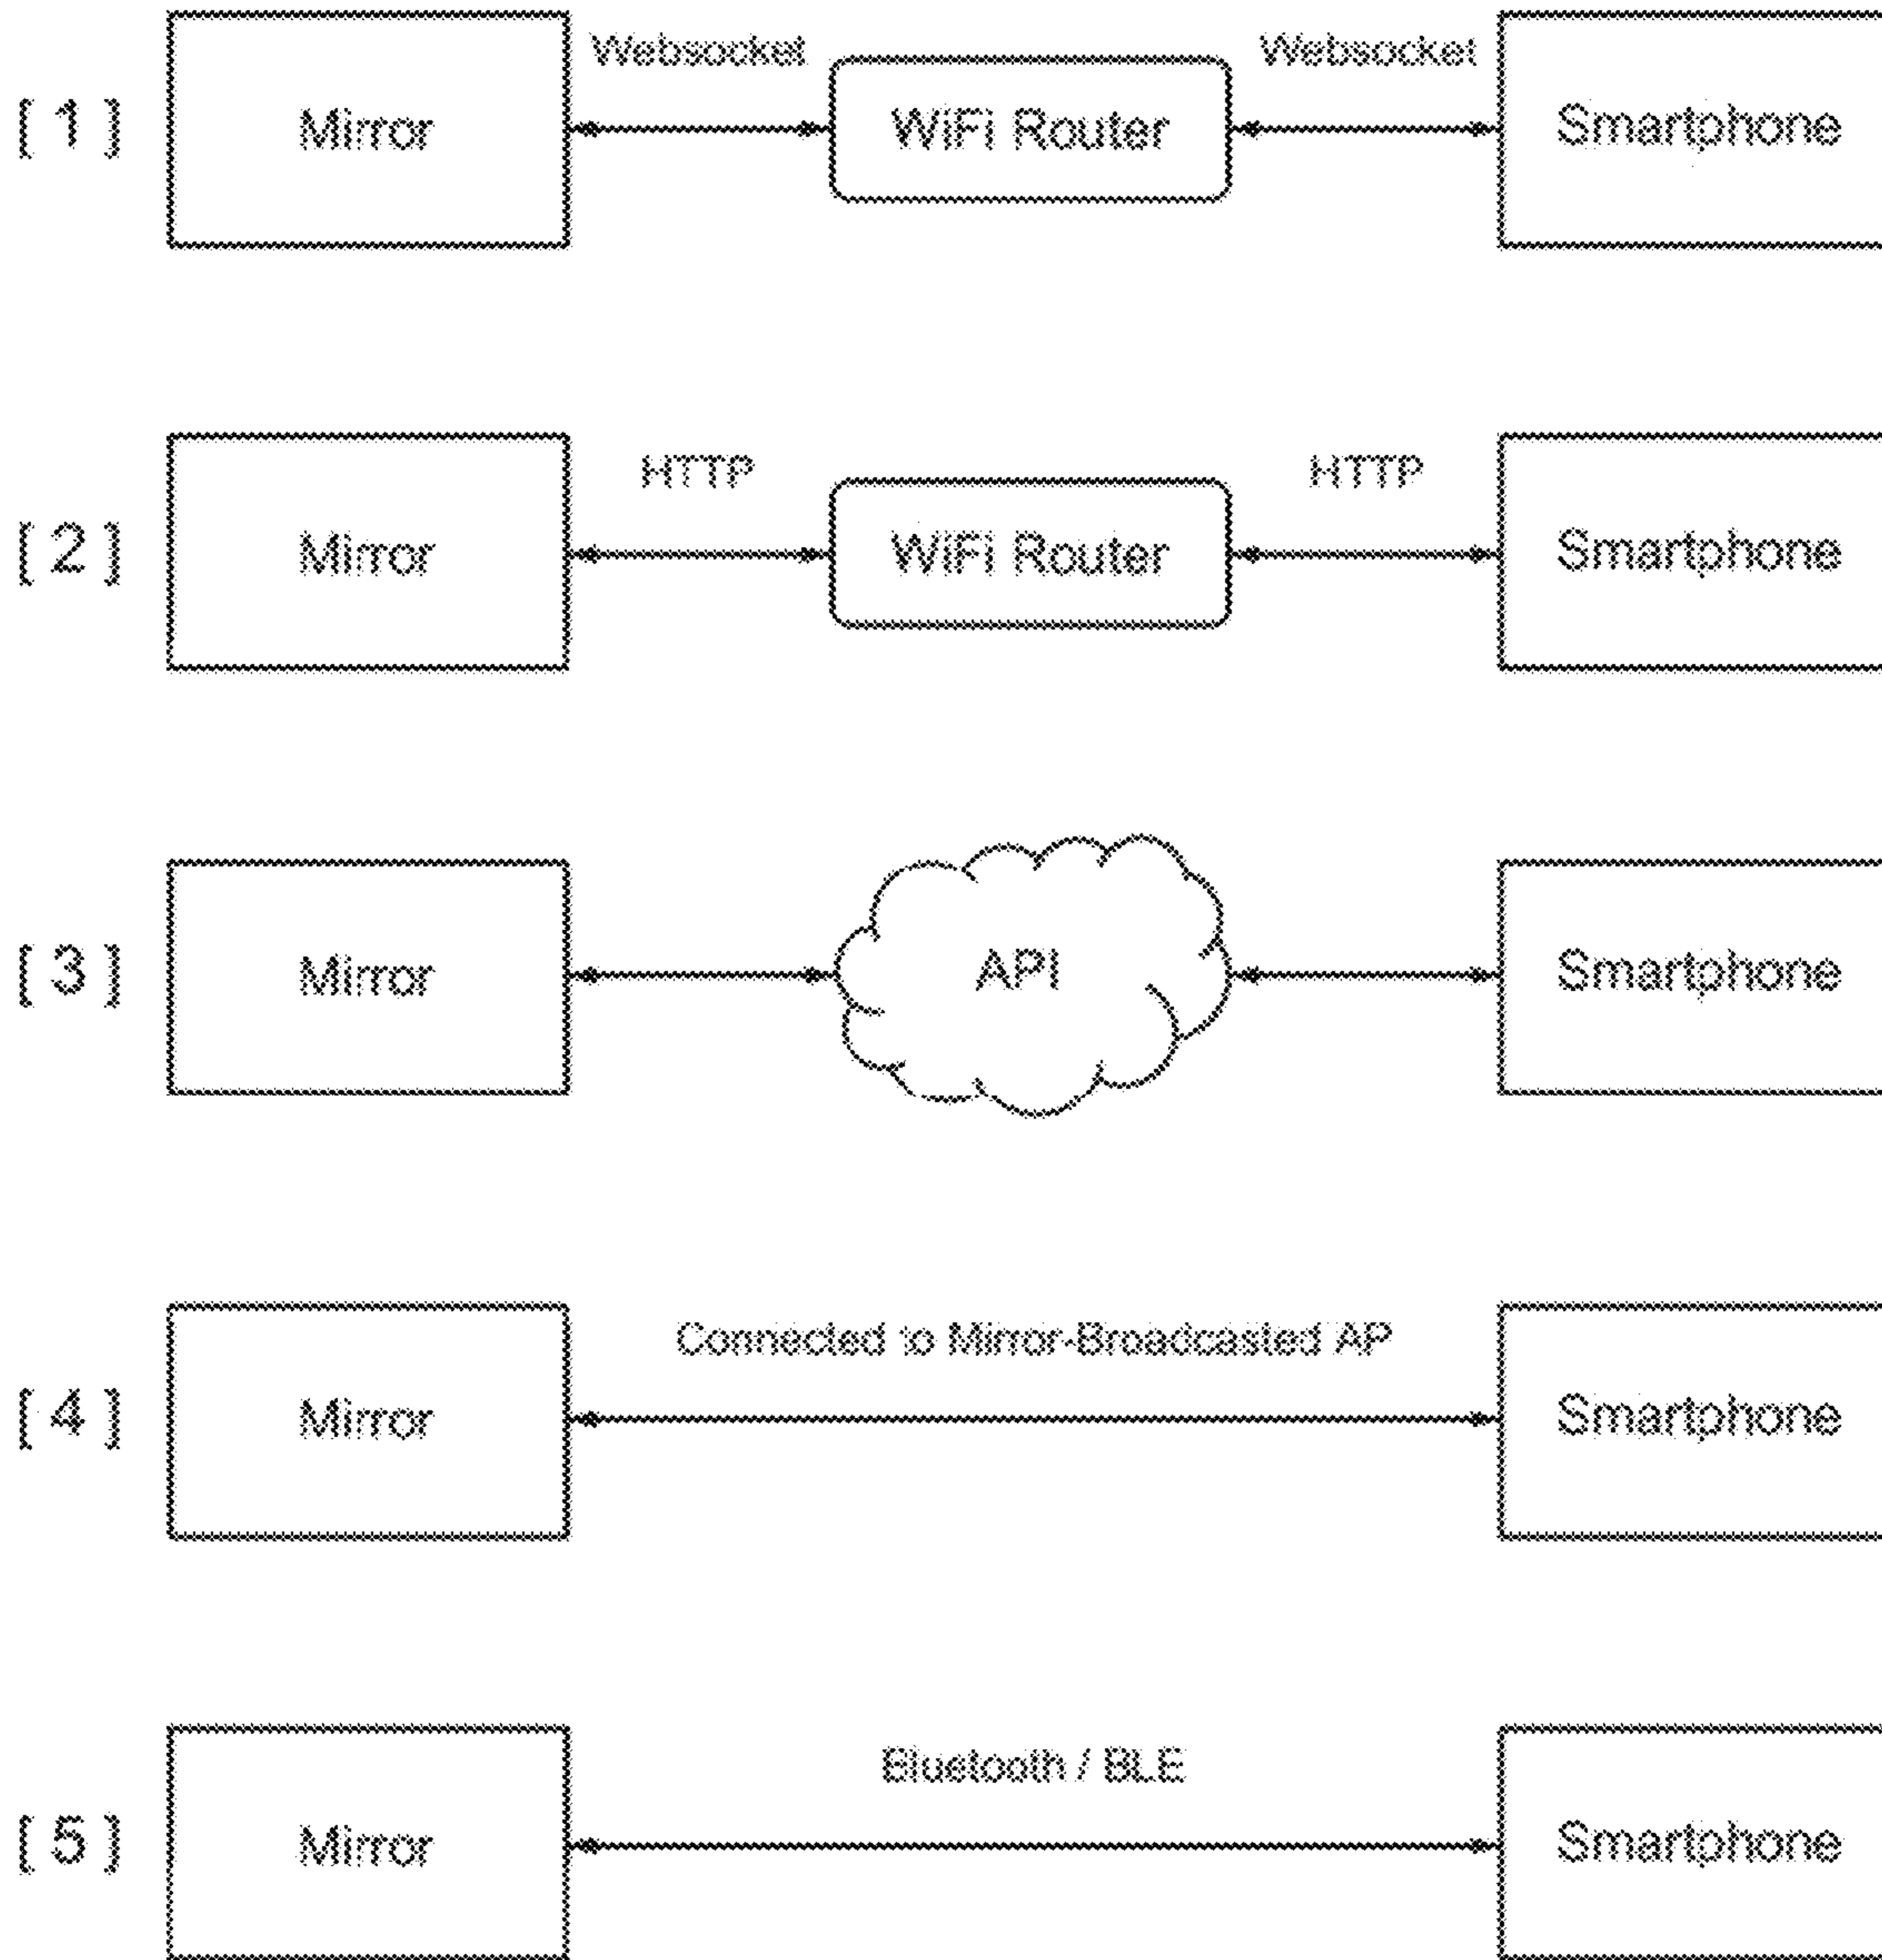 Websocket Websocket
[ 1 ] Mirror WiFi Router Smartphone
HTTP HTTP
[ 2 ] Mirror WiFi Router Smartphone
[ 3 ] Mirror API Smartphone
Connected to Mirror-Broadcasted AP
[ 4 ] Mirror Smartphone
Bluetooth / BLE
[ 5 ] Mirror Smartphone